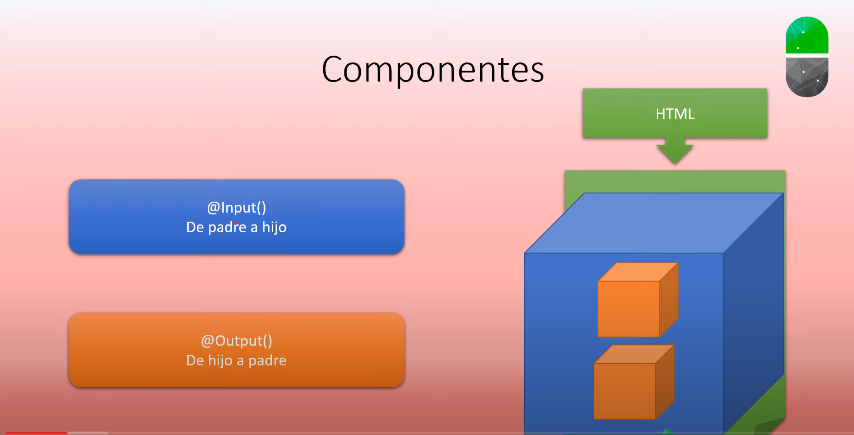 Componentes
HTML
@Input()
De padre a hijo
@Output()
De hijo a padre